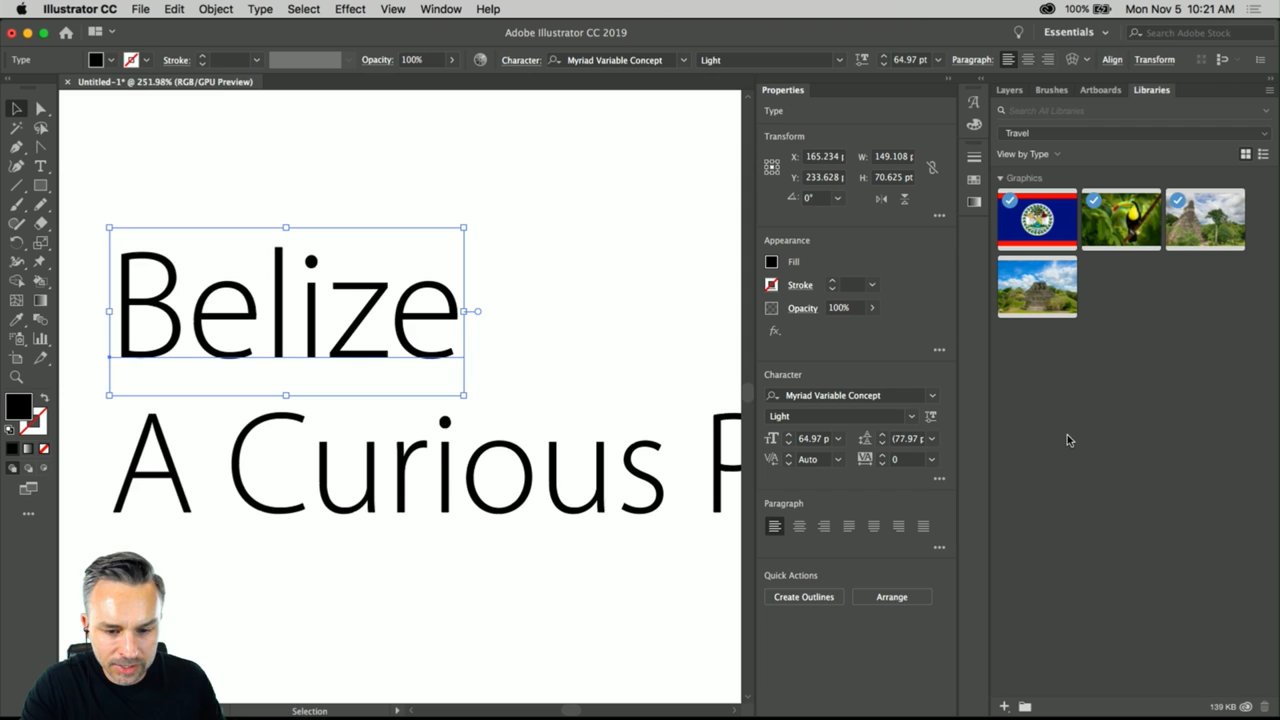 Illustrator CC File Edit Object Type Select Effect View Window Help 100% Mon Nov 5 10:21 AM
Adobe Illustrator CC 2019 Essentials Search Adobe Stock
Type Stroke: Opacity: 100% Character: Myriad Variable Concept Light 64.97 pt Paragraph: Align Transform
× Untitled-1* @ 251.98% (RGB/GPU Preview)
Properties
Layers Brushes Artboards Libraries
Type
Search All Libraries
Transform
Travel
X: 165.234 p W: 149.108 p
View by Type
Y: 233.628 p H: 70.625 pt
Graphics
0°
Appearance
Fill
Stroke
Opacity 100%
fx.
Belize
Character
Myriad Variable Concept
Light
64.97 p (77.97 p
Auto 0
A Curious P
Paragraph
Quick Actions
Create Outlines Arrange
Selection
139 KB